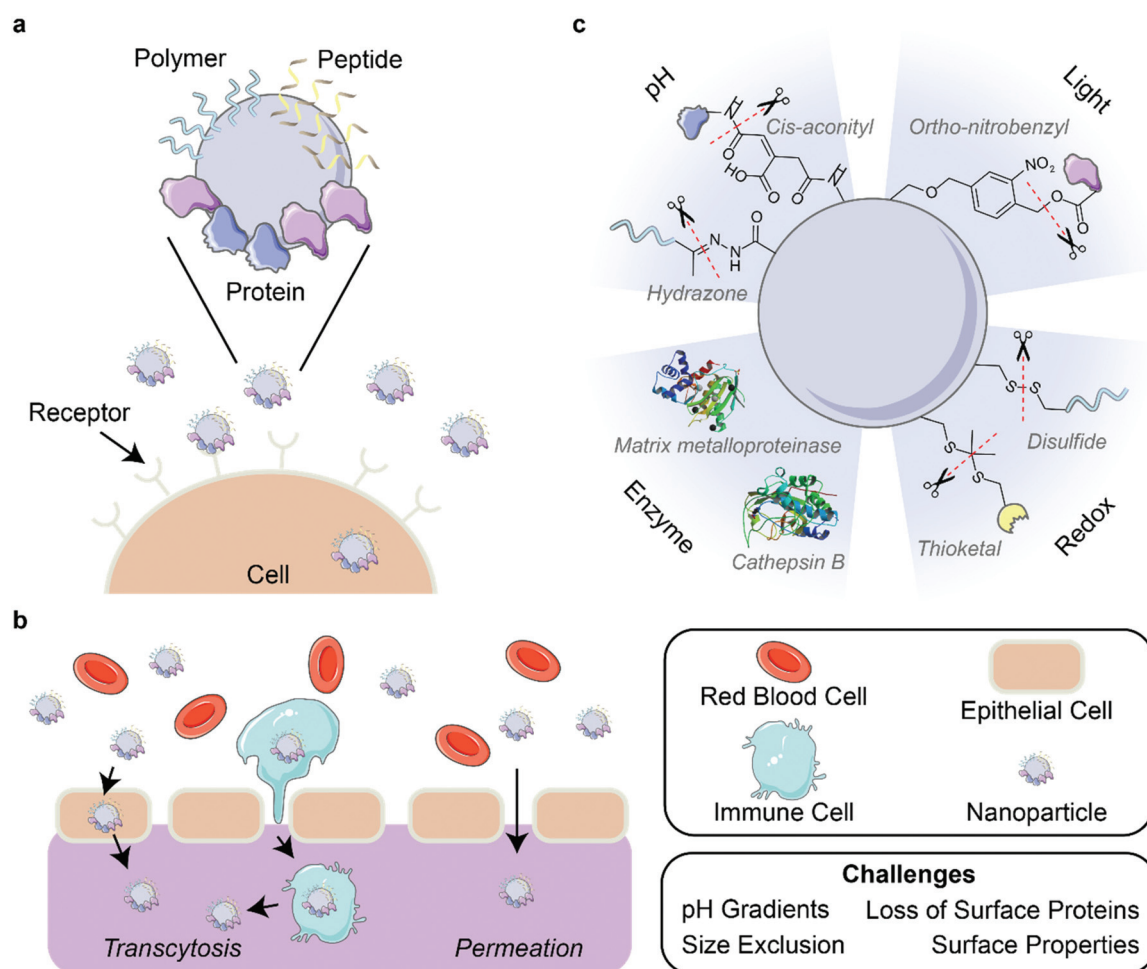 a
Polymer
Peptide
Protein
Receptor
Cell
b
Transcytosis
Permeation
c
pH
Light
Cis-aconityl
Ortho-nitrobenzyl
H
N
O
O
HO
O
N
H
O
NO₂
O
O
O
N
N
H
Hydrazone
Matrix metalloproteinase
Cathepsin B
Enzyme
S
S
Disulfide
S
S
Thioketal
Redox
Red Blood Cell
Epithelial Cell
Immune Cell
Nanoparticle
Challenges
pH Gradients
Loss of Surface Proteins
Size Exclusion
Surface Properties